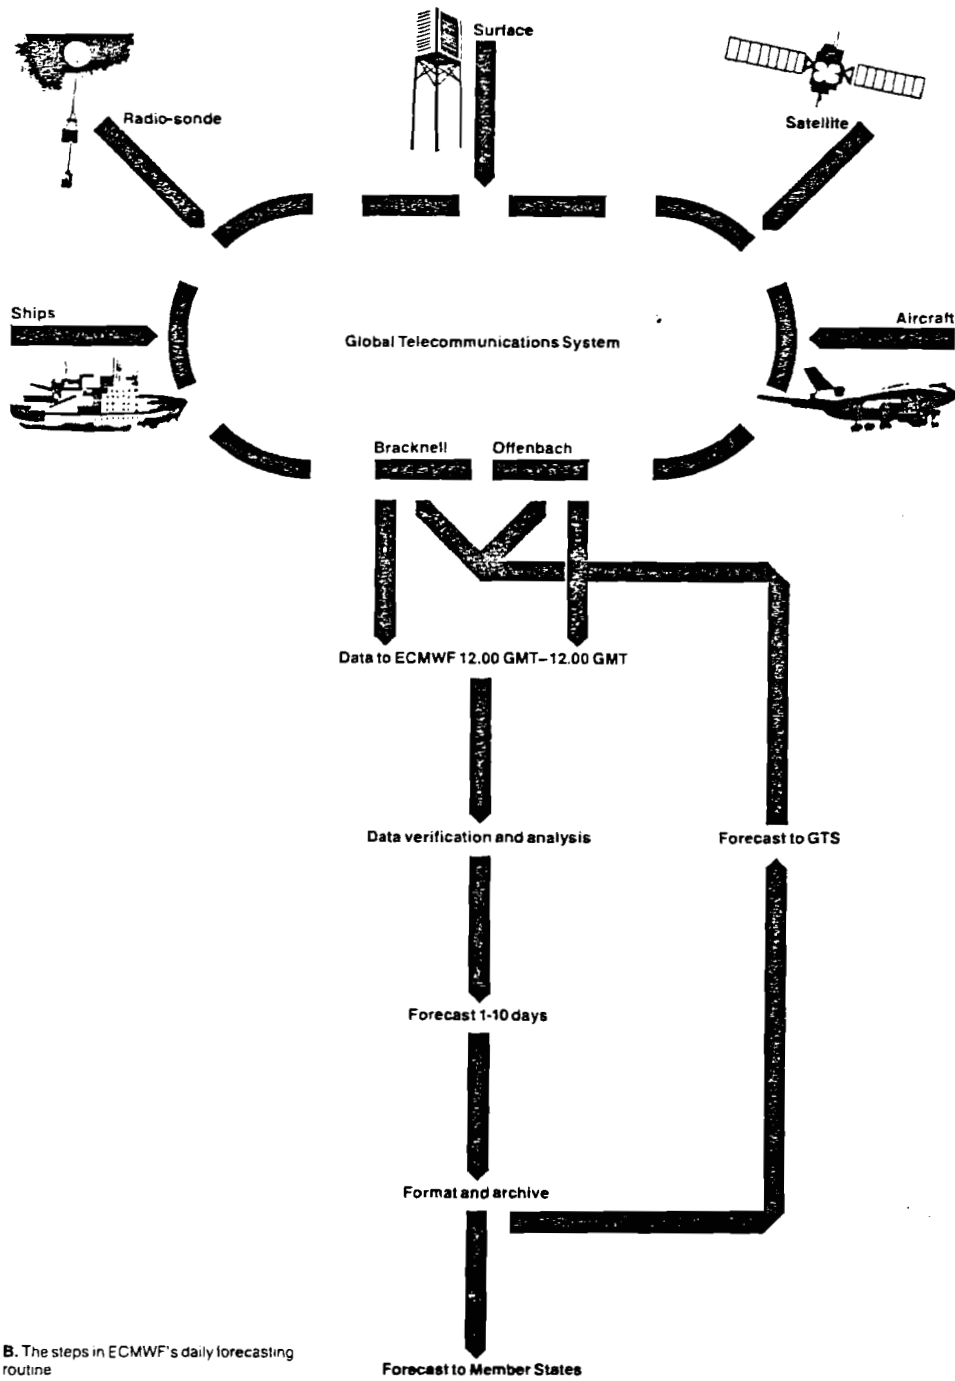 Surface
Radio-sonde
Satellite
Ships
Aircraft
Global Telecommunications System
Bracknell
Offenbach
Data to ECMWF 12.00 GMT–12.00 GMT
Data verification and analysis
Forecast to GTS
Forecast 1-10 days
Format and archive
B. The steps in ECMWF's daily forecasting
routine
Forecast to Member States